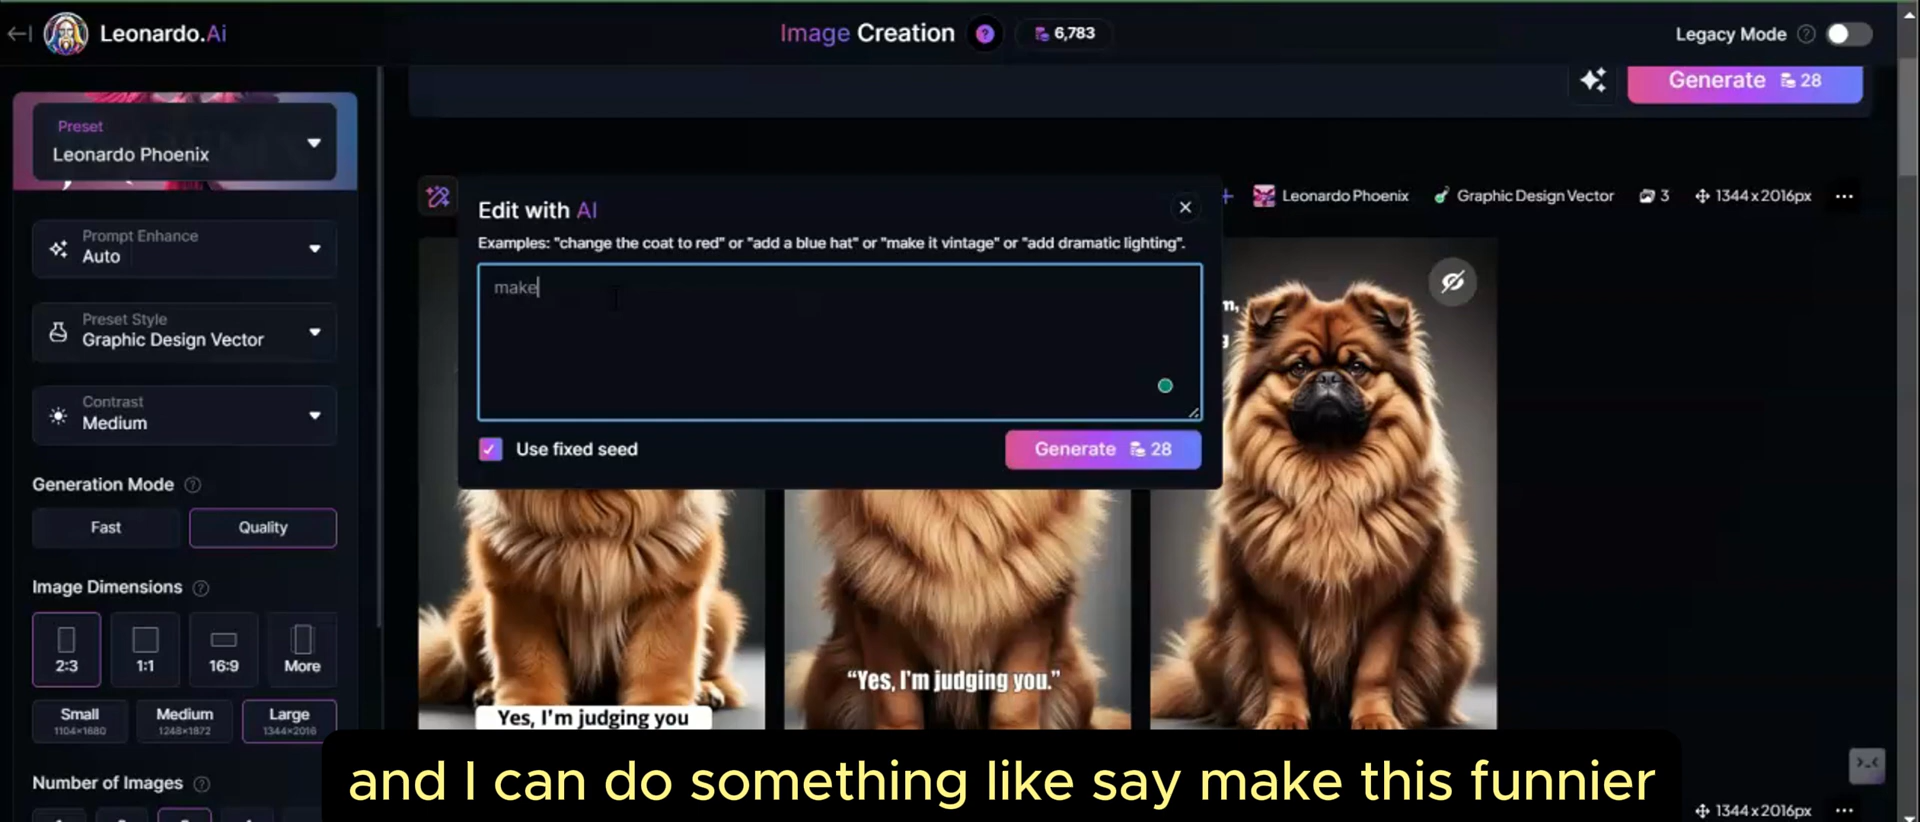 Leonardo.Ai
Image Creation
6,783
Legacy Mode
Generate 28
Preset
Leonardo Phoenix
Prompt Enhance
Auto
Preset Style
Graphic Design Vector
Contrast
Medium
Generation Mode
Fast
Quality
Image Dimensions
2:3
1:1
16:9
More
Small
1104×1680
Medium
1248×1872
Large
1344×2016
Number of Images
Edit with AI
Examples: "change the coat to red" or "add a blue hat" or "make it vintage" or "add dramatic lighting".
make
Use fixed seed
Generate 28
Leonardo Phoenix
Graphic Design Vector
3
1344x2016px
Yes, I'm judging you
“Yes, I'm judging you.”
1344x2016px
and I can do something like say make this funnier